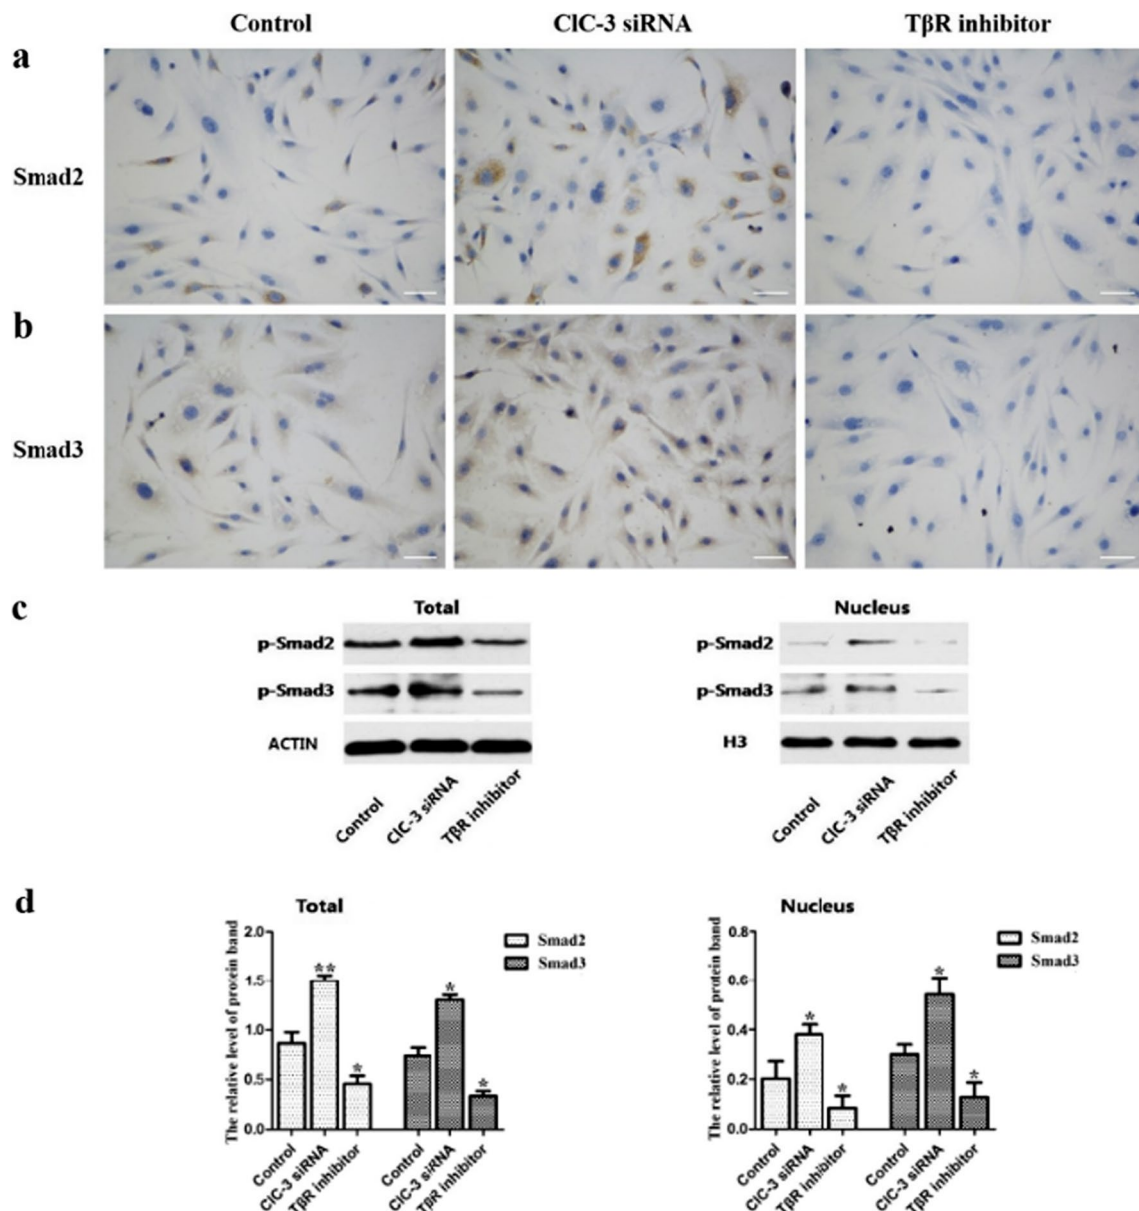 Control ClC-3 siRNA TβR inhibitor
a
Smad2
b
Smad3
c
Total
p-Smad2
p-Smad3
ACTIN
Control ClC-3 siRNA TβR inhibitor
Nucleus
p-Smad2
p-Smad3
H3
Control ClC-3 siRNA TβR inhibitor
d
Total
The relative level of protein band
2.0
1.5
1.0
0.5
0.0
** * * *
Smad2
Smad3
Control ClC-3 siRNA TβR inhibitor Control ClC-3 siRNA TβR inhibitor
Nucleus
The relative level of protein band
0.8
0.6
0.4
0.2
0.0
* * * *
Smad2
Smad3
Control ClC-3 siRNA TβR inhibitor Control ClC-3 siRNA TβR inhibitor